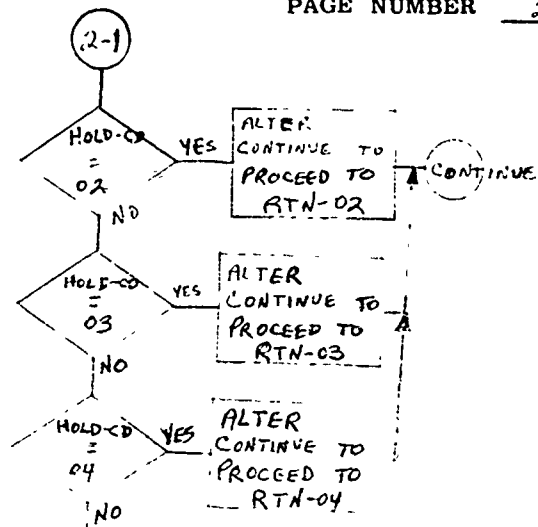 PAGE NUMBER 2
2-1
HOLD-CD
=
02
YES
NO
ALTER
CONTINUE TO
PROCEED TO
RTN-02
CONTINUE
HOLD-CD
=
03
YES
NO
ALTER
CONTINUE TO
PROCEED TO
RTN-03
HOLD-CD
=
04
YES
NO
ALTER
CONTINUE TO
PROCEED TO
RTN-04